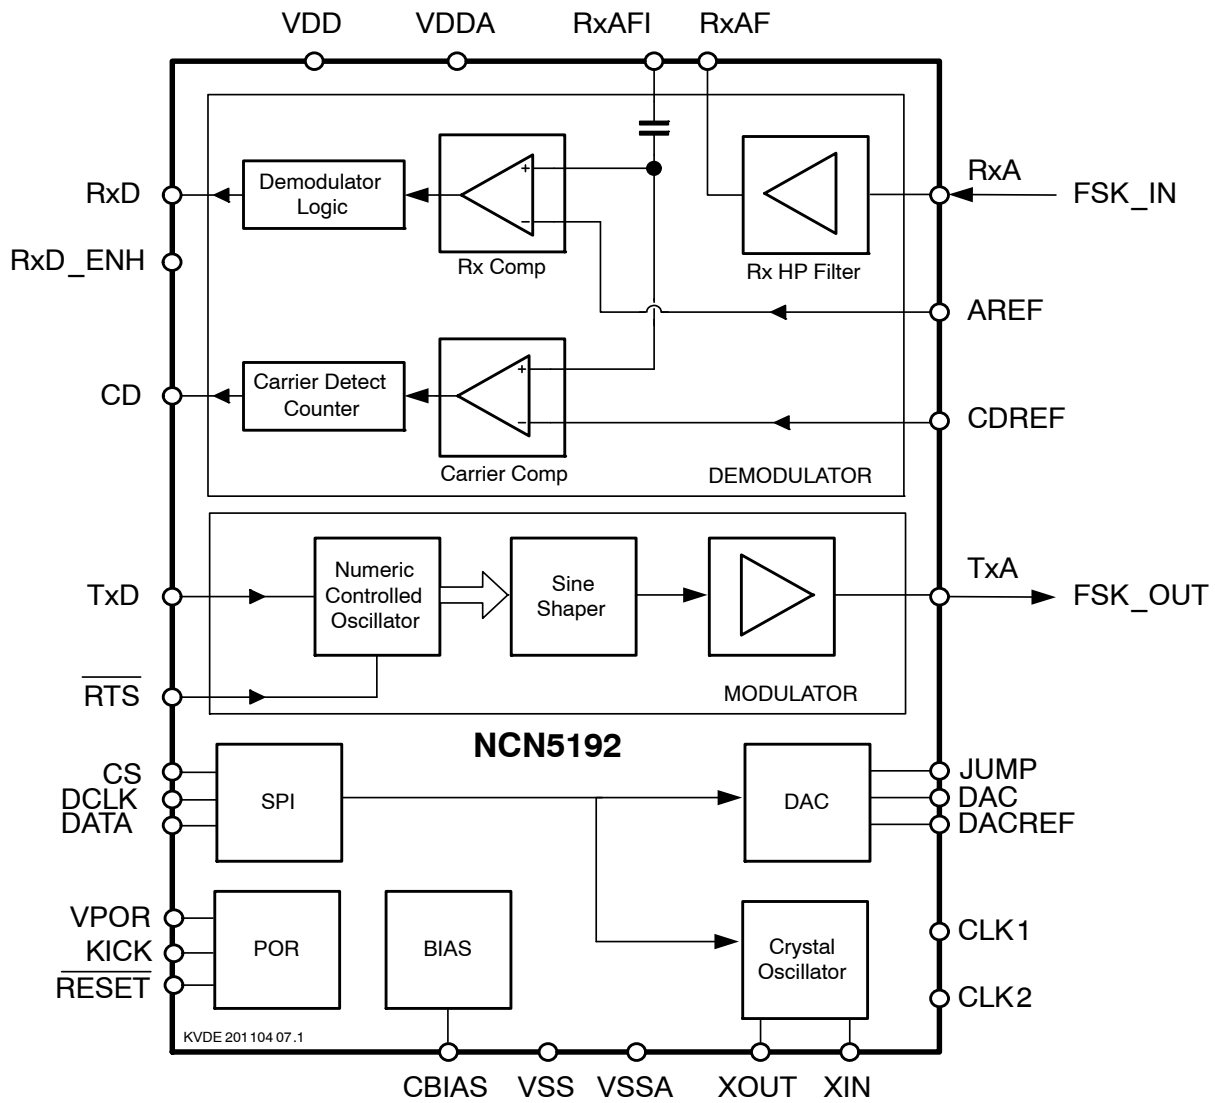 VDD
VDDA
RxAFI
RxAF
RxD
Demodulator
Logic
+
−
Rx Comp
Rx HP Filter
RxA
FSK_IN
RxD_ENH
AREF
CD
Carrier Detect
Counter
+
−
Carrier Comp
CDREF
DEMODULATOR
TxD
Numeric
Controlled
Oscillator
Sine
Shaper
TxA
FSK_OUT
RTS
MODULATOR
NCN5192
CS
DCLK
DATA
SPI
DAC
JUMP
DAC
DACREF
VPOR
KICK
RESET
POR
BIAS
Crystal
Oscillator
CLK1
CLK2
KVDE 201104 07.1
CBIAS
VSS
VSSA
XOUT
XIN